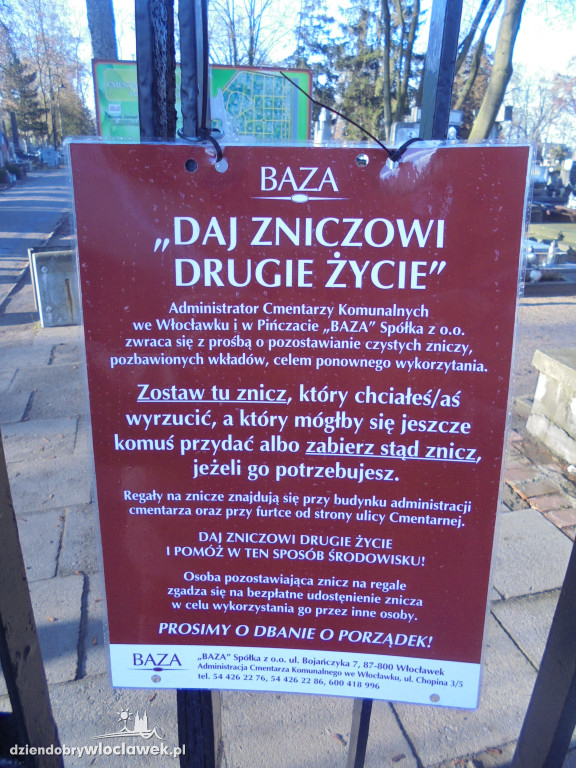 BAZA
„DAJ ZNICZOWI
DRUGIE ŻYCIE”
Administrator Cmentarzy Komunalnych
we Włocławku i w Pińczacie „BAZA” Spółka z o.o.
zwraca się z prośbą o pozostawianie czystych zniczy,
pozbawionych wkładów, celem ponownego wykorzytania.
Zostaw tu znicz, który chciałeś/aś
wyrzucić, a który mógłby się jeszcze
komuś przydać albo zabierz stąd znicz,
jeżeli go potrzebujesz.
Regały na znicze znajdują się przy budynku administracji
cmentarza oraz przy furtce od strony ulicy Cmentarnej.
DAJ ZNICZOWI DRUGIE ŻYCIE
I POMÓŻ W TEN SPOSÓB ŚRODOWISKU!
Osoba pozostawiająca znicz na regale
zgadza się na bezpłatne udostęnienie znicza
w celu wykorzystania go przez inne osoby.
PROSIMY O DBANIE O PORZĄDEK!
BAZA
„BAZA” Spółka z o.o. ul. Bojańczyka 7, 87-800 Włocławek
Administracja Cmentarza Komunalnego we Włocławku, ul. Chopina 3/5
tel. 54 426 22 76, 54 426 22 86, 600 418 996
dziendobrywloclawek.pl